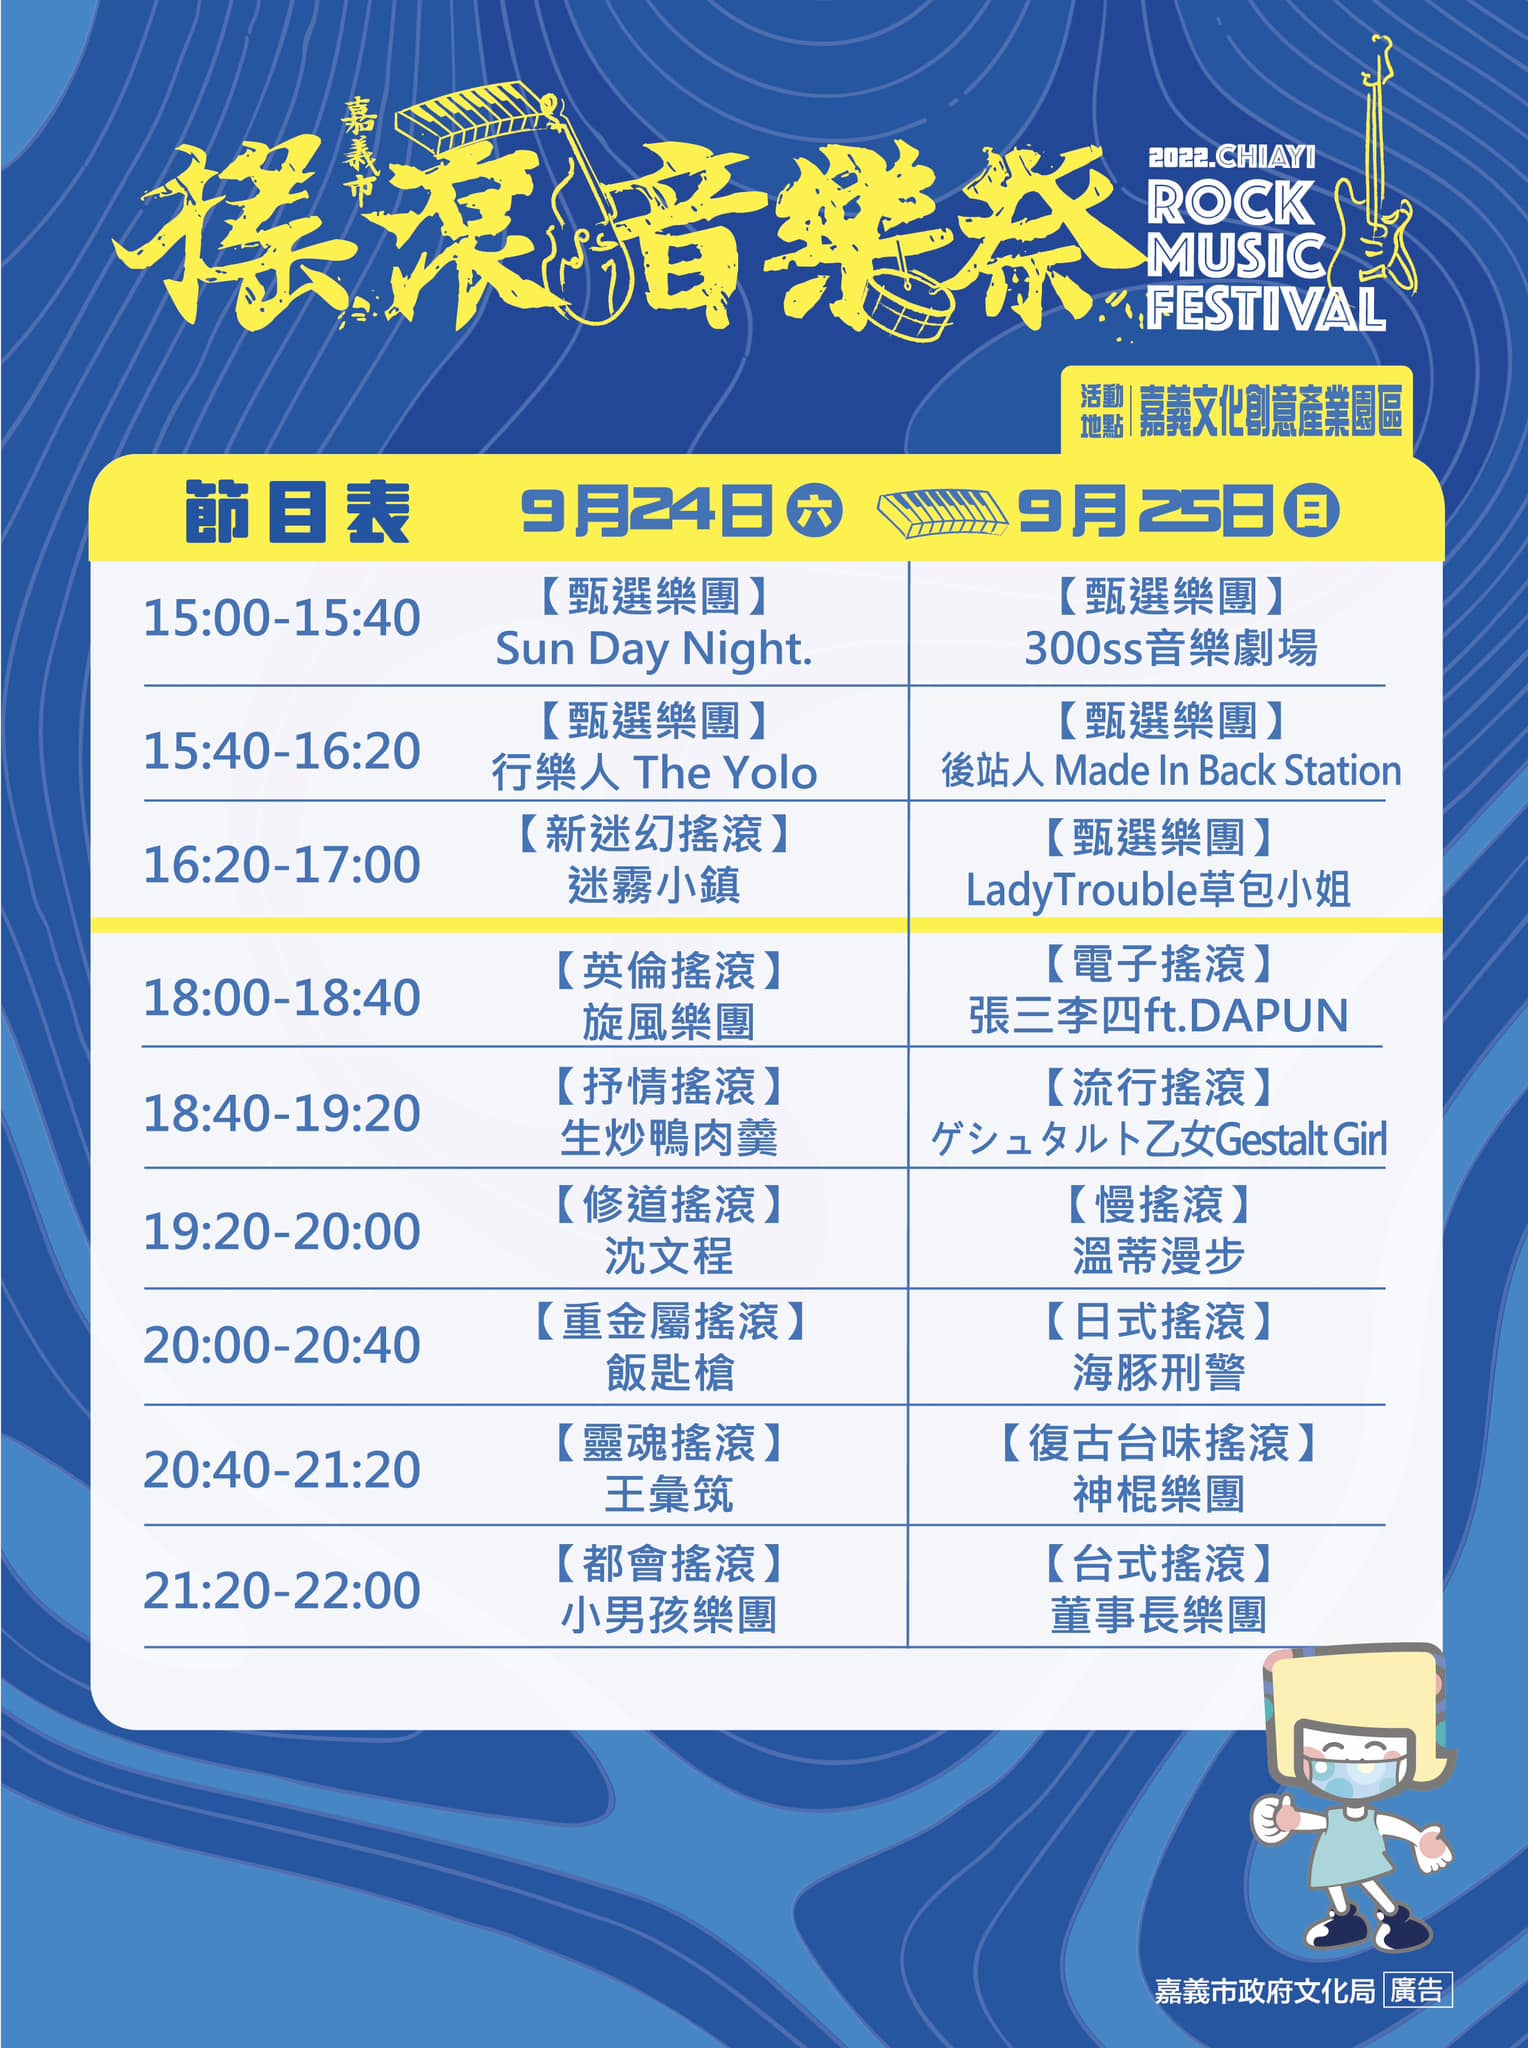 嘉義市
搖滾音樂祭
2022.CHIAYI
ROCK
MUSIC
FESTIVAL
活動地點 嘉義文化創意產業園區
節目表 9月24日 六 9月25日 日
15:00-15:40
【甄選樂團】
Sun Day Night.
【甄選樂團】
300ss音樂劇場
15:40-16:20
【甄選樂團】
行樂人 The Yolo
【甄選樂團】
後站人 Made In Back Station
16:20-17:00
【新迷幻搖滾】
迷霧小鎮
【甄選樂團】
LadyTrouble草包小姐
18:00-18:40
【英倫搖滾】
旋風樂團
【電子搖滾】
張三李四ft.DAPUN
18:40-19:20
【抒情搖滾】
生炒鴨肉羹
【流行搖滾】
ゲシュタルト乙女Gestalt Girl
19:20-20:00
【修道搖滾】
沈文程
【慢搖滾】
溫蒂漫步
20:00-20:40
【重金屬搖滾】
飯匙槍
【日式搖滾】
海豚刑警
20:40-21:20
【靈魂搖滾】
王彙筑
【復古台味搖滾】
神棍樂團
21:20-22:00
【都會搖滾】
小男孩樂團
【台式搖滾】
董事長樂團
嘉義市政府文化局 廣告